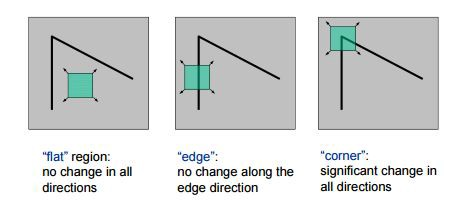 “flat” region:
no change in all
directions
“edge”:
no change along the
edge direction
“corner”:
significant change in
all directions